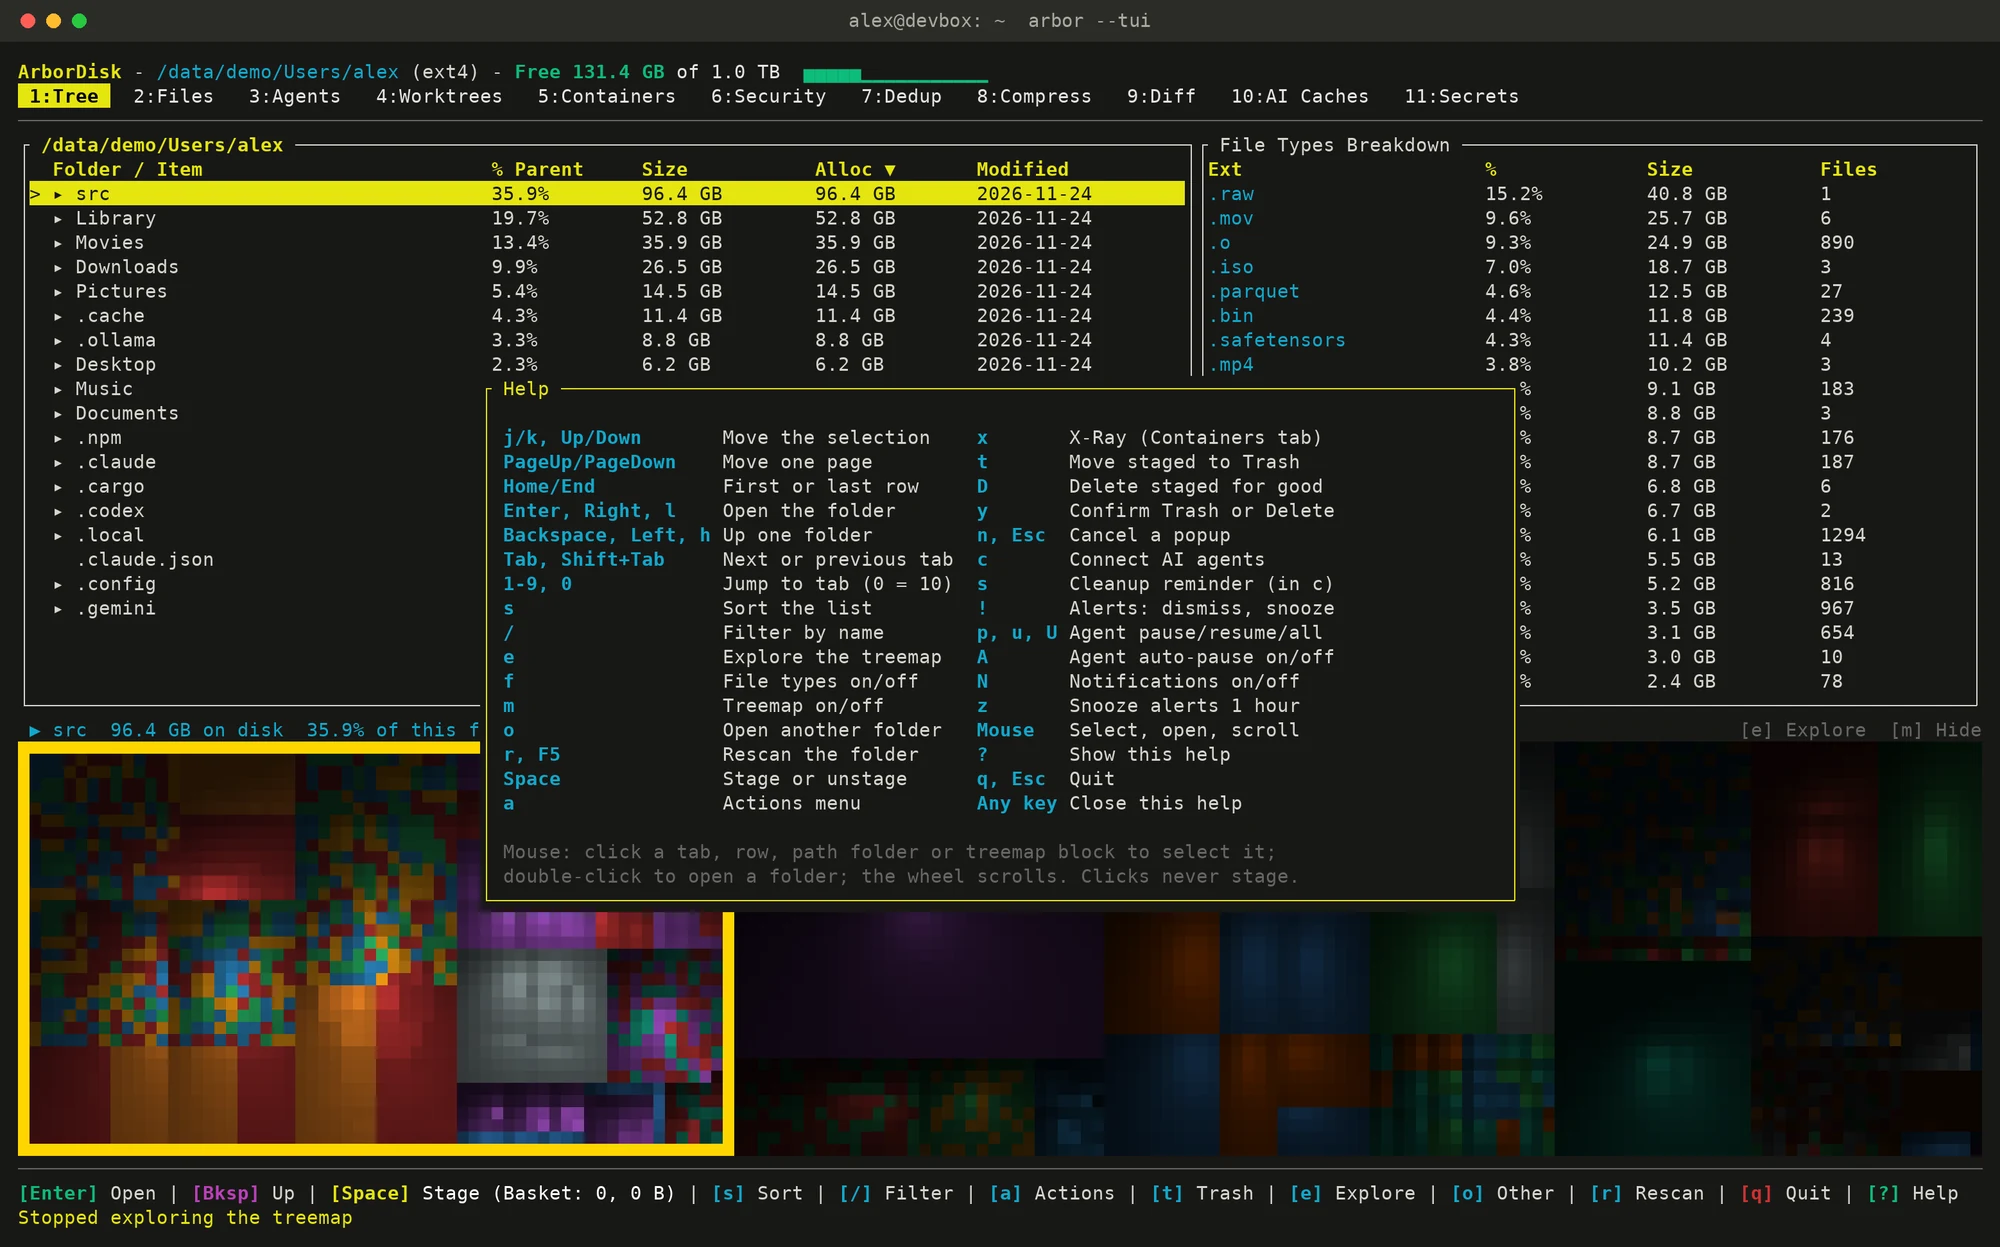 alex@devbox: ~  arbor --tui
ArborDisk - /data/demo/Users/alex (ext4) - Free 131.4 GB of 1.0 TB
1:Tree  2:Files  3:Agents  4:Worktrees  5:Containers  6:Security  7:Dedup  8:Compress  9:Diff  10:AI Caches  11:Secrets
/data/demo/Users/alex
Folder / Item  % Parent  Size  Alloc ▼  Modified
> ▸ src  35.9%  96.4 GB  96.4 GB  2026-11-24
▸ Library  19.7%  52.8 GB  52.8 GB  2026-11-24
▸ Movies  13.4%  35.9 GB  35.9 GB  2026-11-24
▸ Downloads  9.9%  26.5 GB  26.5 GB  2026-11-24
▸ Pictures  5.4%  14.5 GB  14.5 GB  2026-11-24
▸ .cache  4.3%  11.4 GB  11.4 GB  2026-11-24
▸ .ollama  3.3%  8.8 GB  8.8 GB  2026-11-24
▸ Desktop  2.3%  6.2 GB  6.2 GB  2026-11-24
▸ Music
▸ Documents
▸ .npm
▸ .claude
▸ .cargo
▸ .codex
▸ .local
.claude.json
▸ .config
▸ .gemini
File Types Breakdown
Ext  %  Size  Files
.raw  15.2%  40.8 GB  1
.mov  9.6%  25.7 GB  6
.o  9.3%  24.9 GB  890
.iso  7.0%  18.7 GB  3
.parquet  4.6%  12.5 GB  27
.bin  4.4%  11.8 GB  239
.safetensors  4.3%  11.4 GB  4
.mp4  3.8%  10.2 GB  3
%  9.1 GB  183
%  8.8 GB  3
%  8.7 GB  176
%  8.7 GB  187
%  6.8 GB  6
%  6.7 GB  2
%  6.1 GB  1294
%  5.5 GB  13
%  5.2 GB  816
%  3.5 GB  967
%  3.1 GB  654
%  3.0 GB  10
%  2.4 GB  78
Help
j/k, Up/Down  Move the selection  x  X-Ray (Containers tab)
PageUp/PageDown  Move one page  t  Move staged to Trash
Home/End  First or last row  D  Delete staged for good
Enter, Right, l  Open the folder  y  Confirm Trash or Delete
Backspace, Left, h  Up one folder  n, Esc  Cancel a popup
Tab, Shift+Tab  Next or previous tab  c  Connect AI agents
1-9, 0  Jump to tab (0 = 10)  s  Cleanup reminder (in c)
s  Sort the list  !  Alerts: dismiss, snooze
/  Filter by name  p, u, U  Agent pause/resume/all
e  Explore the treemap  A  Agent auto-pause on/off
f  File types on/off  N  Notifications on/off
m  Treemap on/off  z  Snooze alerts 1 hour
o  Open another folder  Mouse  Select, open, scroll
r, F5  Rescan the folder  ?  Show this help
Space  Stage or unstage  q, Esc  Quit
a  Actions menu  Any key  Close this help
Mouse: click a tab, row, path folder or treemap block to select it;
double-click to open a folder; the wheel scrolls. Clicks never stage.
▶ src  96.4 GB on disk  35.9% of this f
[e] Explore  [m] Hide
[Enter] Open | [Bksp] Up | [Space] Stage (Basket: 0, 0 B) | [s] Sort | [/] Filter | [a] Actions | [t] Trash | [e] Explore | [o] Other | [r] Rescan | [q] Quit | [?] Help
Stopped exploring the treemap